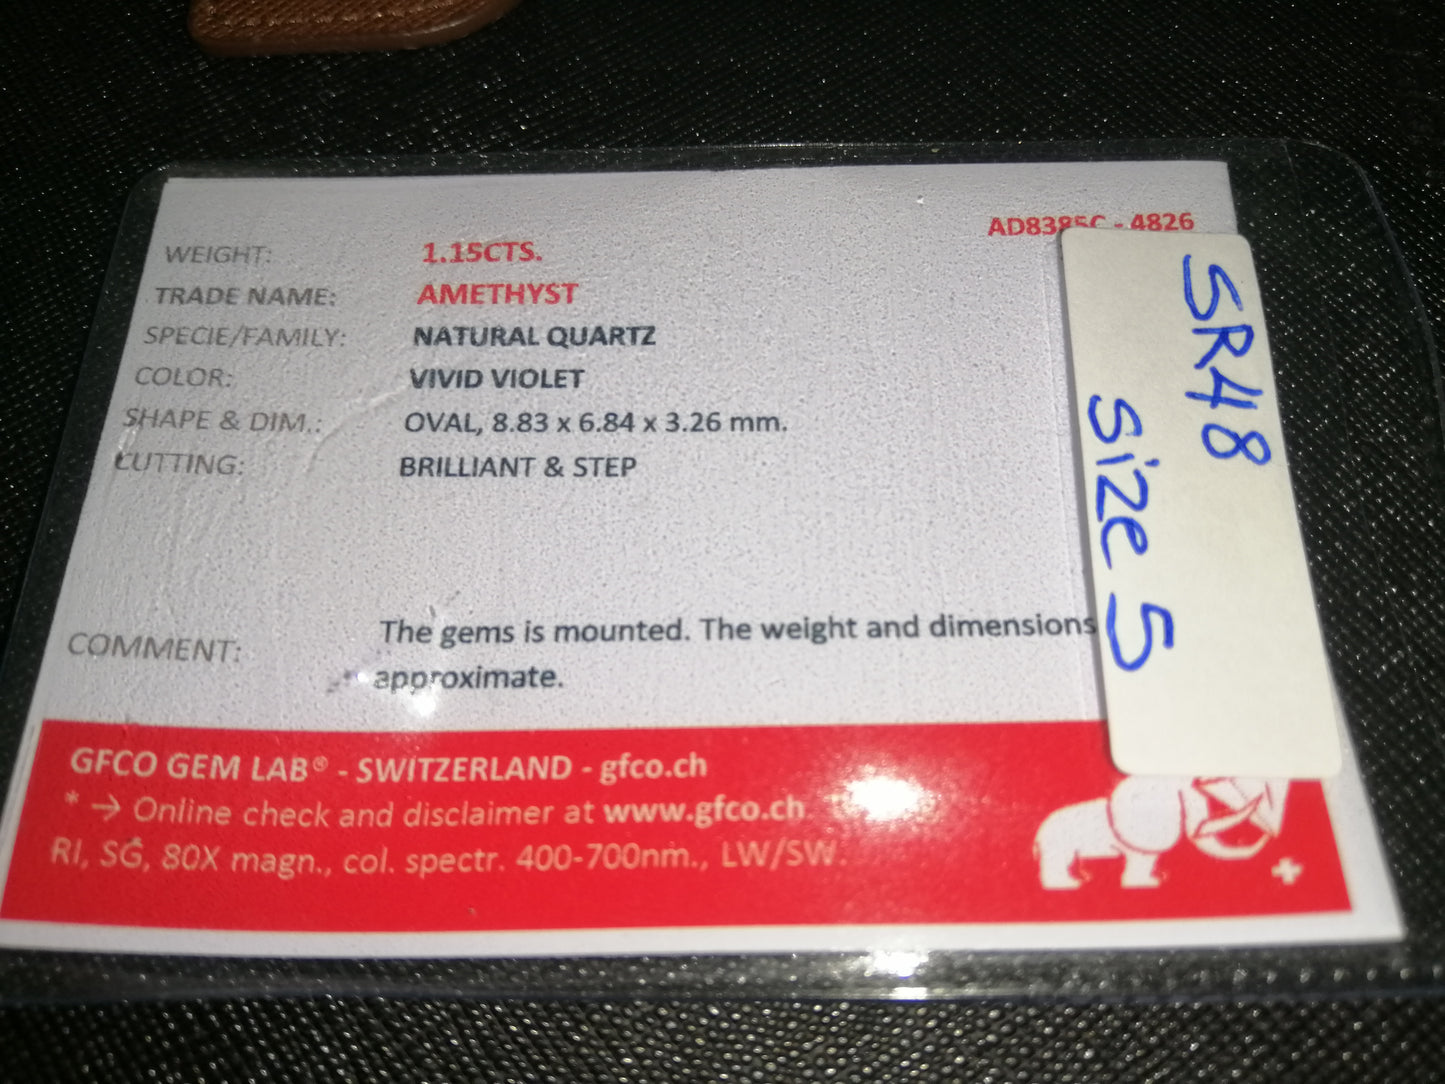 AD8385C - 4826
WEIGHT: 1.15CTS.
TRADE NAME: AMETHYST
SPECIE/FAMILY: NATURAL QUARTZ
COLOR: VIVID VIOLET
SHAPE & DIM.: OVAL, 8.83 x 6.84 x 3.26 mm.
CUTTING: BRILLIANT & STEP
COMMENT: The gems is mounted. The weight and dimensions
approximate.
GFCO GEM LAB® - SWITZERLAND - gfco.ch
* → Online check and disclaimer at www.gfco.ch
RI, SG, 80X magn., col. spectr. 400-700nm., LW/SW.
SR48
size 5